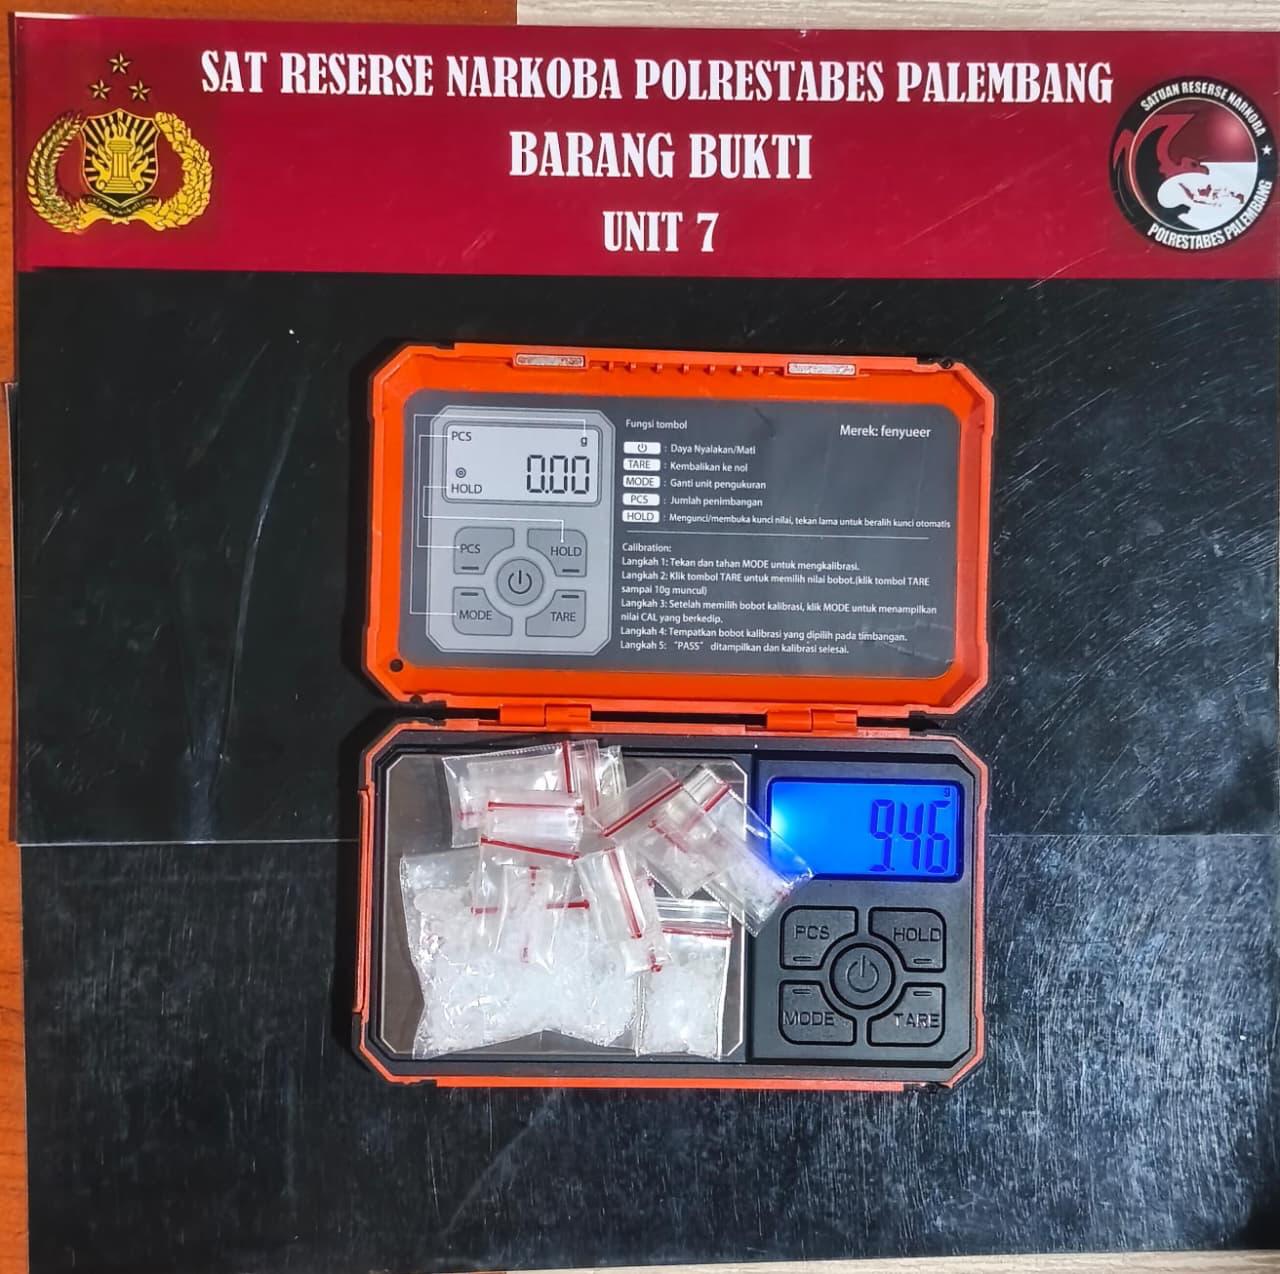 SAT RESERSE NARKOBA POLRESTABES PALEMBANG
BARANG BUKTI
UNIT 7
SATUAN RESERSE NARKOBA
POLRESTABES PALEMBANG
PCS
g
HOLD
0.00
PCS
HOLD
MODE
TARE
Fungsi tombol
Merek: fenyueer
: Daya Nyalakan/Mati
TARE : Kembalikan ke nol
MODE : Ganti unit pengukuran
PCS : Jumlah penimbangan
HOLD : Mengunci/membuka kunci nilai, tekan lama untuk beralih kunci otomatis
Calibration:
Langkah 1: Tekan dan tahan MODE untuk mengkalibrasi.
Langkah 2: Klik tombol TARE untuk memilih nilai bobot.(klik tombol TARE
sampai 10g muncul)
Langkah 3: Setelah memilih bobot kalibrasi, klik MODE untuk menampilkan
nilai CAL yang berkedip.
Langkah 4: Tempatkan bobot kalibrasi yang dipilih pada timbangan.
Langkah 5: “PASS” ditampilkan dan kalibrasi selesai.
g
9.46
PCS
HOLD
MODE
TARE